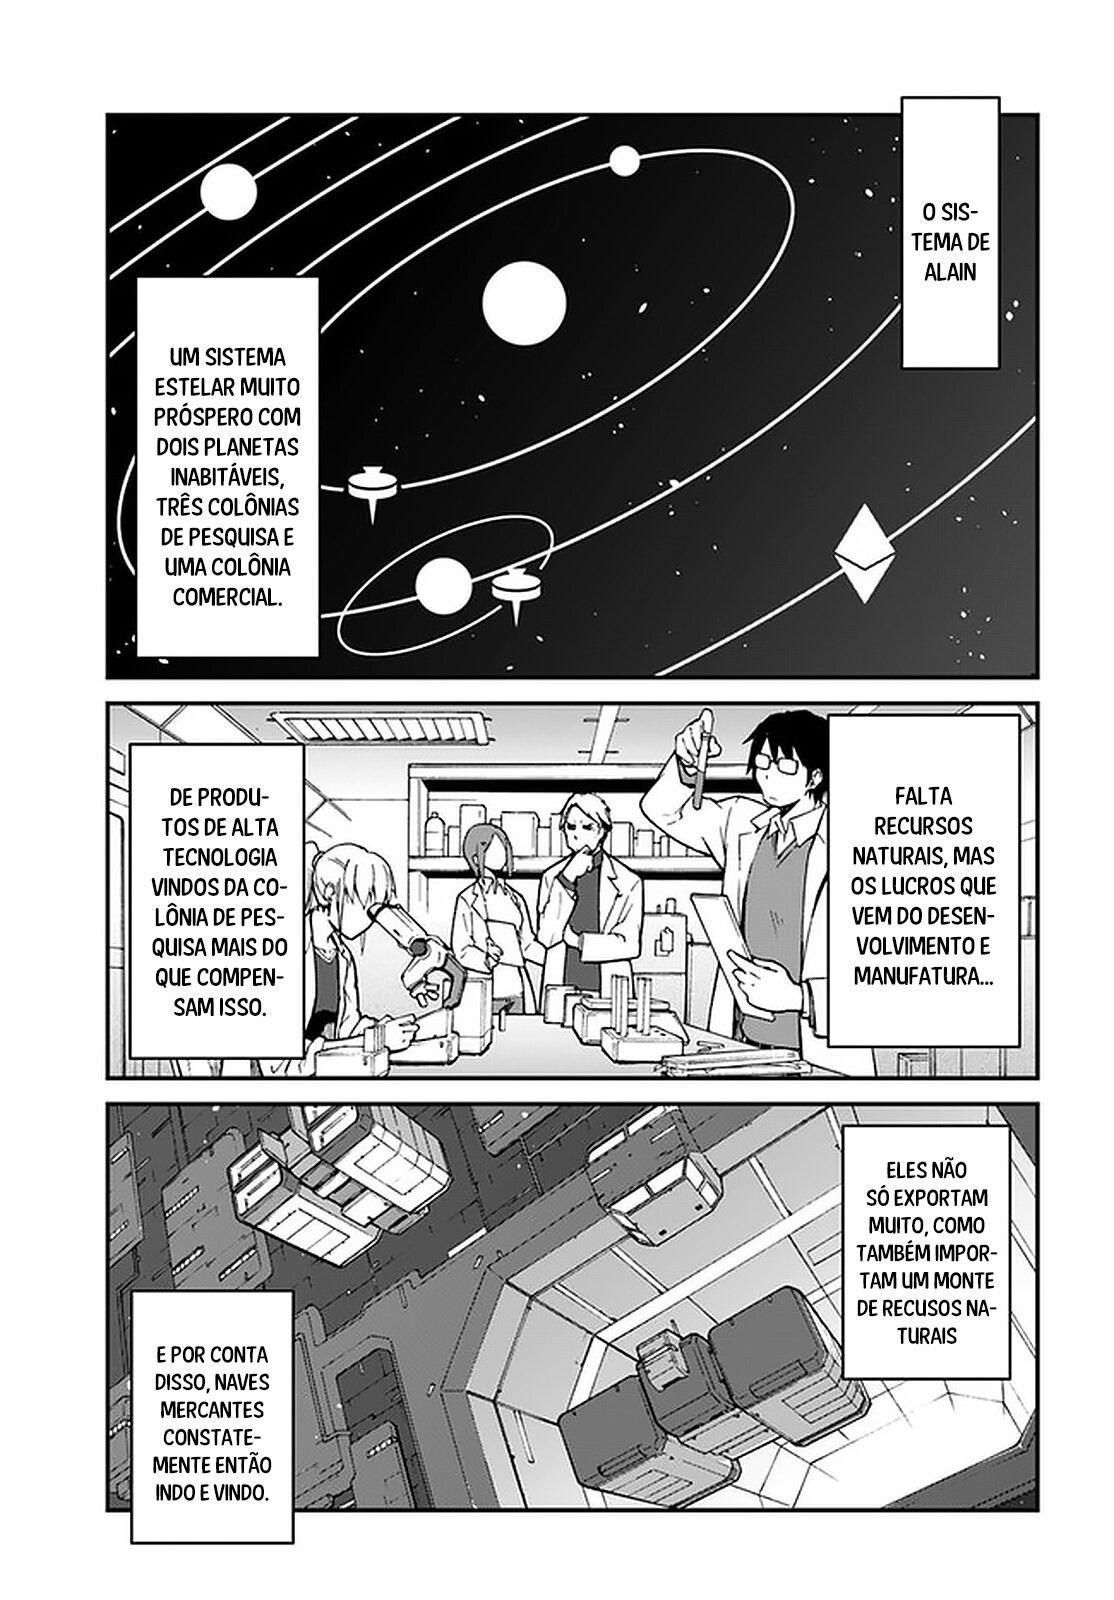 O SIS-
TEMA DE
ALAIN
UM SISTEMA
ESTELAR MUITO
PRÓSPERO COM
DOIS PLANETAS
INABITÁVEIS,
TRÊS COLÔNIAS
DE PESQUISA E
UMA COLÔNIA
COMERCIAL.
FALTA
RECURSOS
NATURAIS, MAS
OS LUCROS QUE
VEM DO DESEN-
VOLVIMENTO E
MANUFATURA...
DE PRODU-
TOS DE ALTA
TECNOLOGIA
VINDOS DA CO-
LÔNIA DE PES-
QUISA MAIS DO
QUE COMPEN-
SAM ISSO.
ELES NÃO
SÓ EXPORTAM
MUITO, COMO
TAMBÉM IMPOR-
TAM UM MONTE
DE RECUSOS NA-
TURAIS
E POR CONTA
DISSO, NAVES
MERCANTES
CONSTATE-
MENTE ENTÃO
INDO E VINDO.